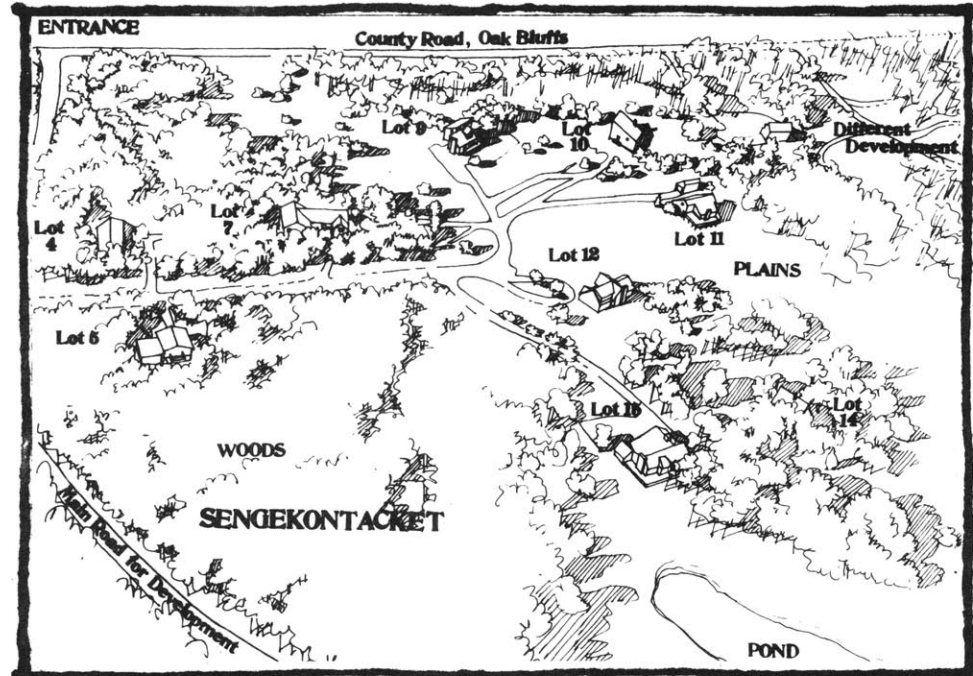 ENTRANCE
County Road, Oak Bluffs
Lot 9
Lot
10
Different
Development
Lot
4
Lot
7
Lot 11
Lot 12
PLAINS
Lot 5
Lot 15
Lot
14
WOODS
SENGEKONTACKET
Main Road for Development
POND